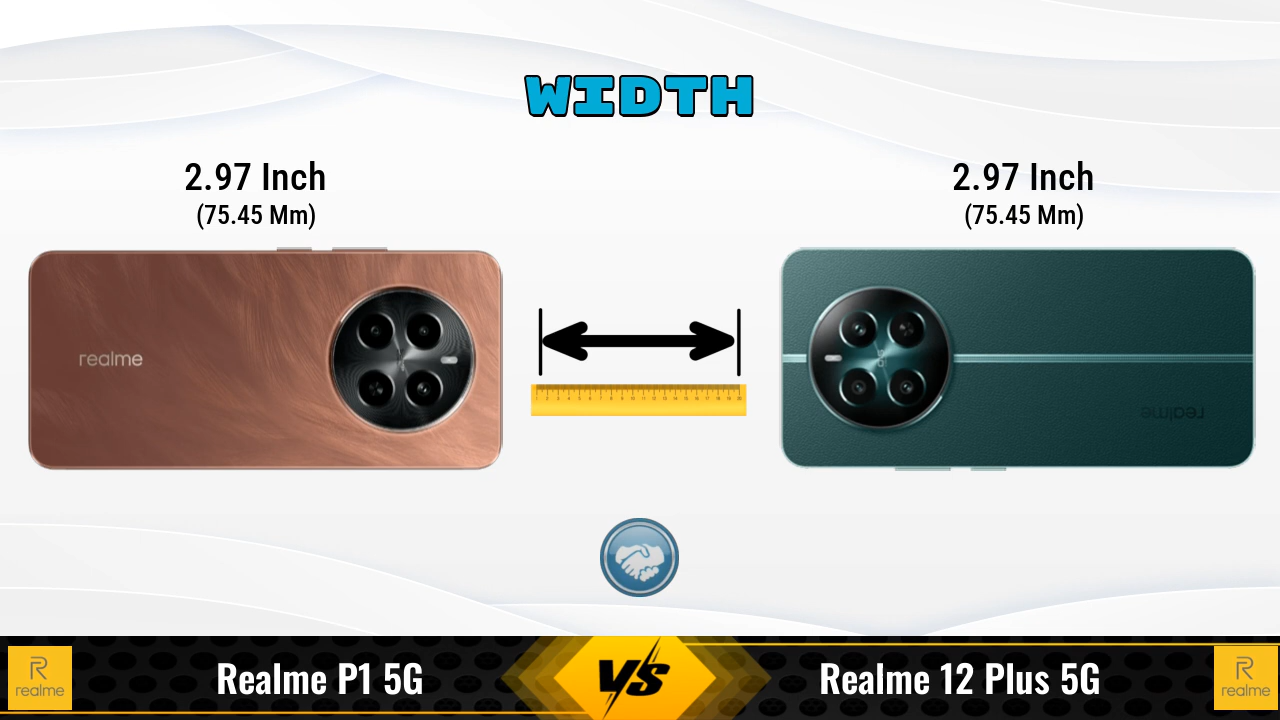 WIDTH
2.97 Inch
(75.45 Mm)
2.97 Inch
(75.45 Mm)
realme
realme
Realme P1 5G
VS
Realme 12 Plus 5G
R
realme
R
realme